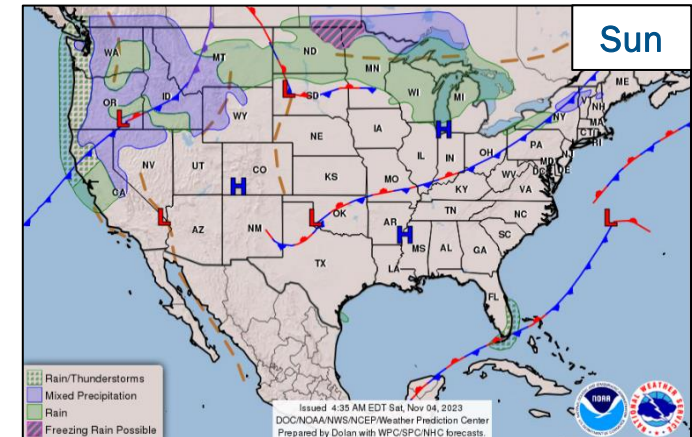 Sun
WA
MT
ND
MN
ME
OR
ID
SD
WI
MI
VT
NH
NY
MA
CT
RI
WY
IA
NE
PA
OH
IL
IN
NV
UT
CO
MD
DE
DC
WV
VA
KS
MO
KY
CA
NC
TN
OK
AR
AZ
NM
SC
MS
AL
GA
TX
LA
FL
L
L
H
H
L
L
H
L
Rain/Thunderstorms
Mixed Precipitation
Rain
Freezing Rain Possible
Issued 4:35 AM EDT Sat, Nov 04, 2023
DOC/NOAA/NWS/NCEP/Weather Prediction Center
Prepared by Dolan with WPC/SPC/NHC forecasts.
NOAA
NATIONAL WEATHER SERVICE